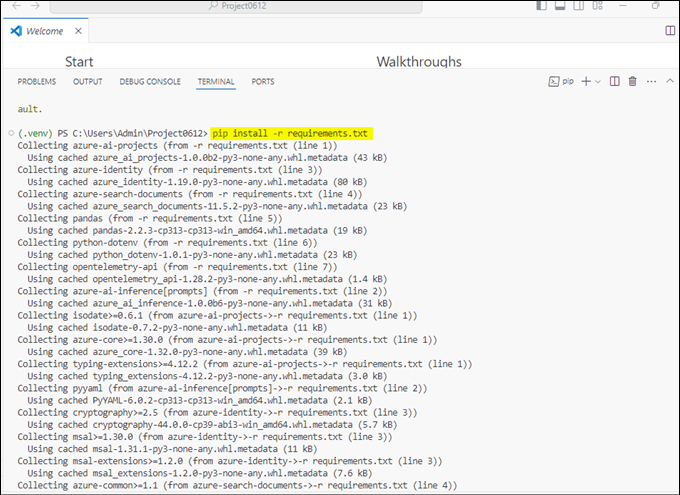 Project0612
Welcome
Start Walkthroughs
PROBLEMS OUTPUT DEBUG CONSOLE TERMINAL PORTS pip
ault.
(.venv) PS C:\Users\Admin\Project0612> pip install -r requirements.txt
Collecting azure-ai-projects (from -r requirements.txt (line 1))
Using cached azure_ai_projects-1.0.0b2-py3-none-any.whl.metadata (43 kB)
Collecting azure-identity (from -r requirements.txt (line 3))
Using cached azure_identity-1.19.0-py3-none-any.whl.metadata (80 kB)
Collecting azure-search-documents (from -r requirements.txt (line 4))
Using cached azure_search_documents-11.5.2-py3-none-any.whl.metadata (23 kB)
Collecting pandas (from -r requirements.txt (line 5))
Using cached pandas-2.2.3-cp313-cp313-win_amd64.whl.metadata (19 kB)
Collecting python-dotenv (from -r requirements.txt (line 6))
Using cached python_dotenv-1.0.1-py3-none-any.whl.metadata (23 kB)
Collecting opentelemetry-api (from -r requirements.txt (line 7))
Using cached opentelemetry_api-1.28.2-py3-none-any.whl.metadata (1.4 kB)
Collecting azure-ai-inference[prompts] (from -r requirements.txt (line 2))
Using cached azure_ai_inference-1.0.0b6-py3-none-any.whl.metadata (31 kB)
Collecting isodate>=0.6.1 (from azure-ai-projects->-r requirements.txt (line 1))
Using cached isodate-0.7.2-py3-none-any.whl.metadata (11 kB)
Collecting azure-core>=1.30.0 (from azure-ai-projects->-r requirements.txt (line 1))
Using cached azure_core-1.32.0-py3-none-any.whl.metadata (39 kB)
Collecting typing-extensions>=4.12.2 (from azure-ai-projects->-r requirements.txt (line 1))
Using cached typing_extensions-4.12.2-py3-none-any.whl.metadata (3.0 kB)
Collecting pyyaml (from azure-ai-inference[prompts]->-r requirements.txt (line 2))
Using cached PyYAML-6.0.2-cp313-cp313-win_amd64.whl.metadata (2.1 kB)
Collecting cryptography>=2.5 (from azure-identity->-r requirements.txt (line 3))
Using cached cryptography-44.0.0-cp39-abi3-win_amd64.whl.metadata (5.7 kB)
Collecting msal>=1.30.0 (from azure-identity->-r requirements.txt (line 3))
Using cached msal-1.31.1-py3-none-any.whl.metadata (11 kB)
Collecting msal-extensions>=1.2.0 (from azure-identity->-r requirements.txt (line 3))
Using cached msal_extensions-1.2.0-py3-none-any.whl.metadata (7.6 kB)
Collecting azure-common>=1.1 (from azure-search-documents->-r requirements.txt (line 4))